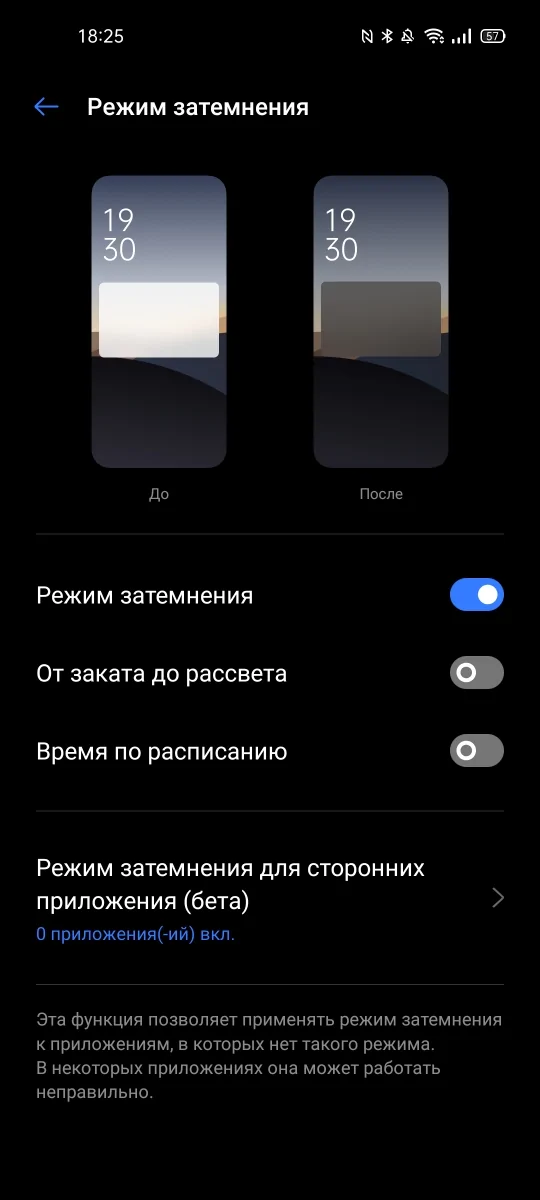 18:25
57
Режим затемнения
19
30
19
30
До
После
Режим затемнения
От заката до рассвета
Время по расписанию
Режим затемнения для сторонних
приложения (бета)
0 приложения(-ий) вкл.
Эта функция позволяет применять режим затемнения
к приложениям, в которых нет такого режима.
В некоторых приложениях она может работать
неправильно.